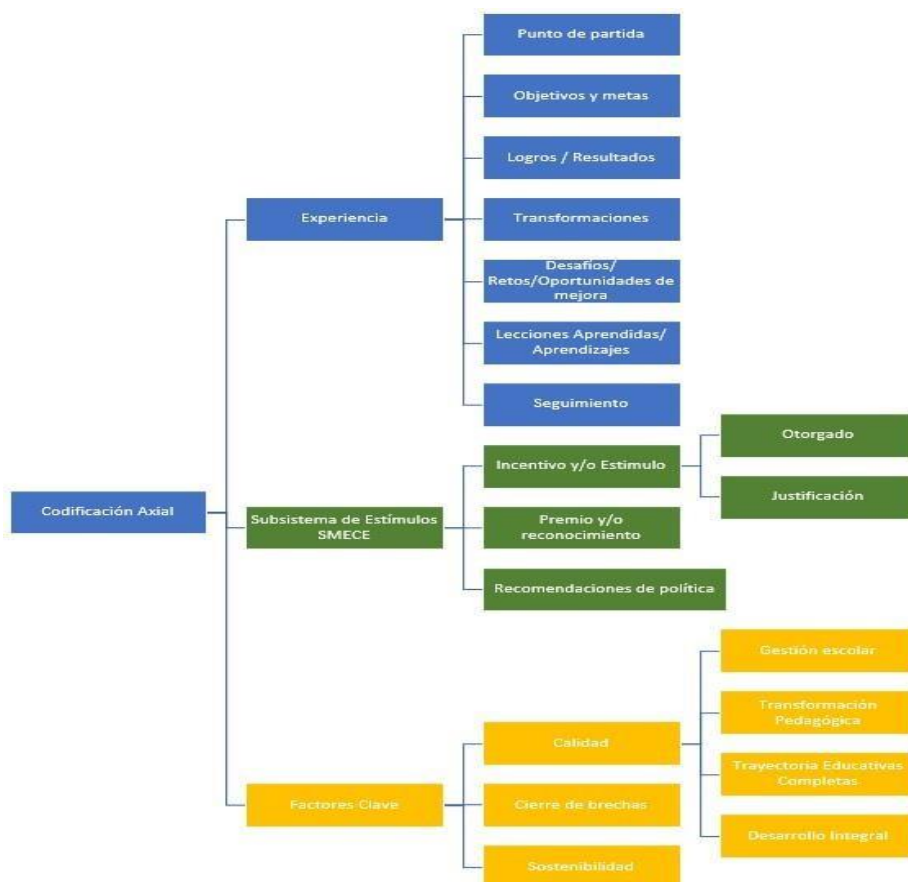 Punto de partida
Objetivos y metas
Logros / Resultados
Experiencia
Transformaciones
Desafíos/
Retos/Oportunidades de
mejora
Lecciones Aprendidas/
Aprendizajes
Seguimiento
Otorgado
Incentivo y/o Estimulo
Justificación
Codificación Axial
Subsistema de Estímulos
SMECE
Premio y/o
reconocimiento
Recomendaciones de política
Gestión escolar
Transformación
Pedagógica
Calidad
Trayectoria Educativas
Completas
Factores Clave
Cierre de brechas
Desarrollo Integral
Sostenibilidad